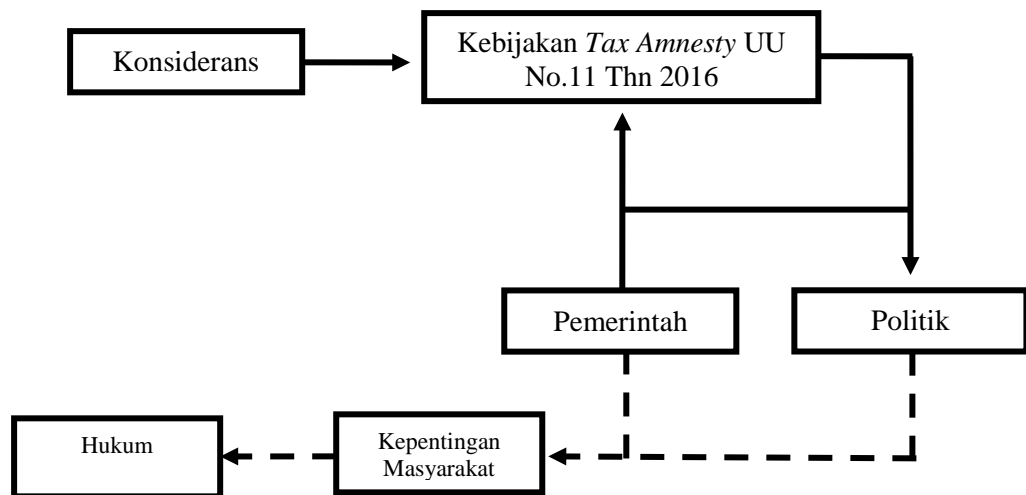 Konsiderans
Kebijakan Tax Amnesty UU
No.11 Thn 2016
Pemerintah
Politik
Hukum
Kepentingan
Masyarakat